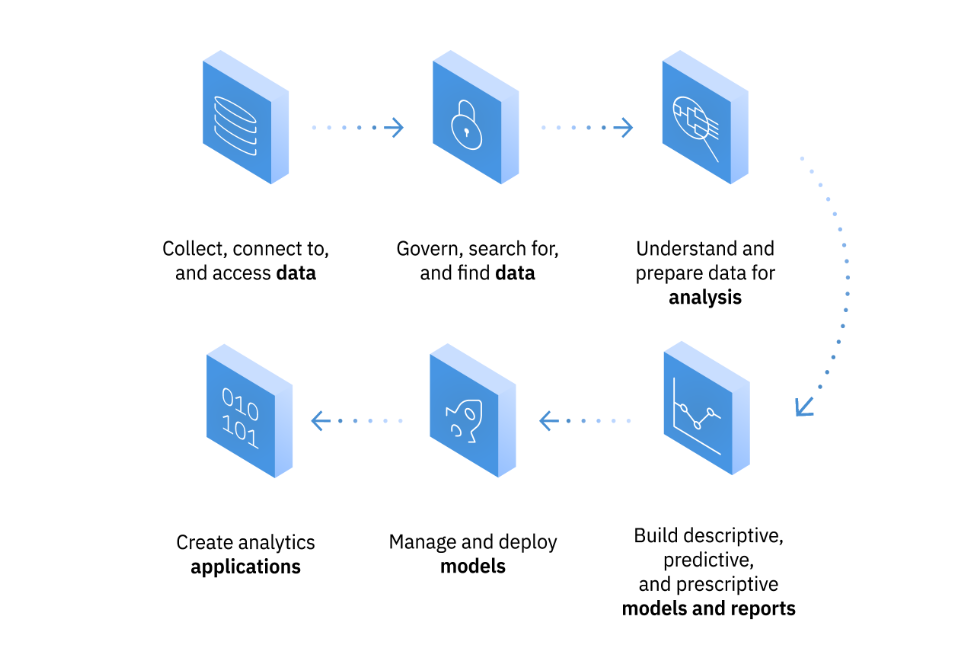 Collect, connect to,
and access data
Govern, search for,
and find data
Understand and
prepare data for
analysis
010
101
Create analytics
applications
Manage and deploy
models
Build descriptive,
predictive,
and prescriptive
models and reports